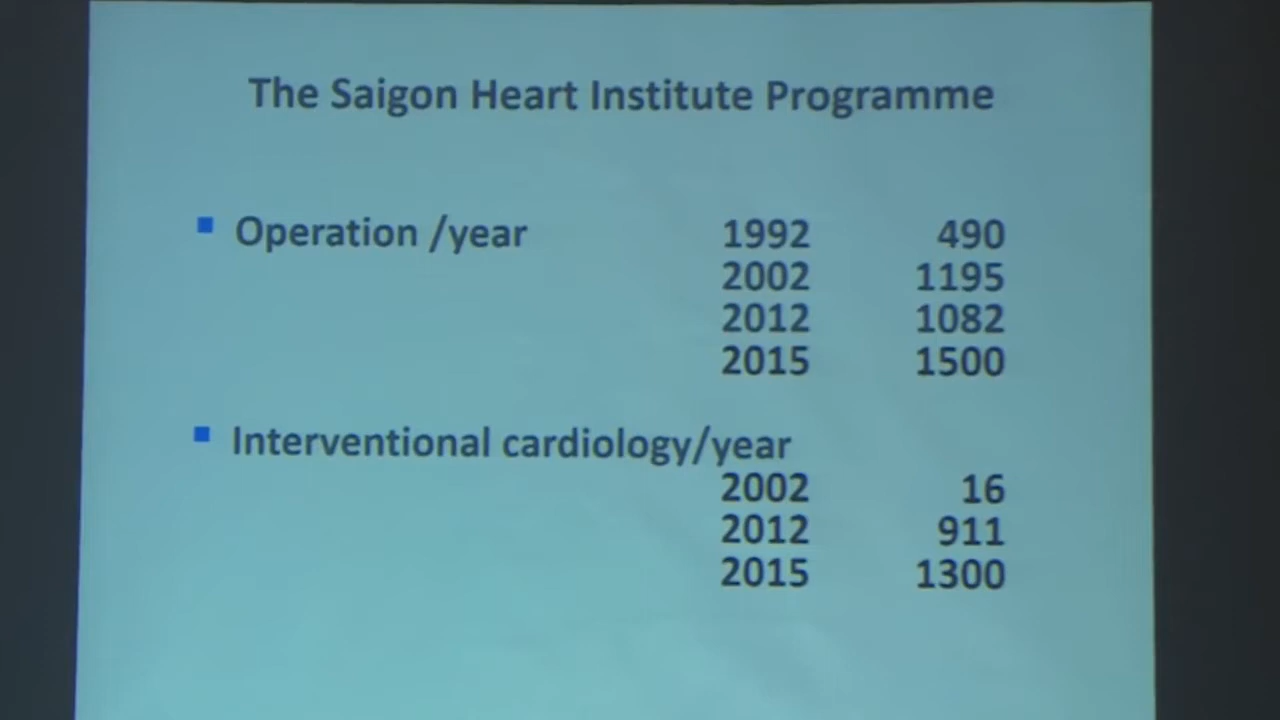 The Saigon Heart Institute Programme
Operation /year 1992 490
2002 1195
2012 1082
2015 1500
Interventional cardiology/year
2002 16
2012 911
2015 1300